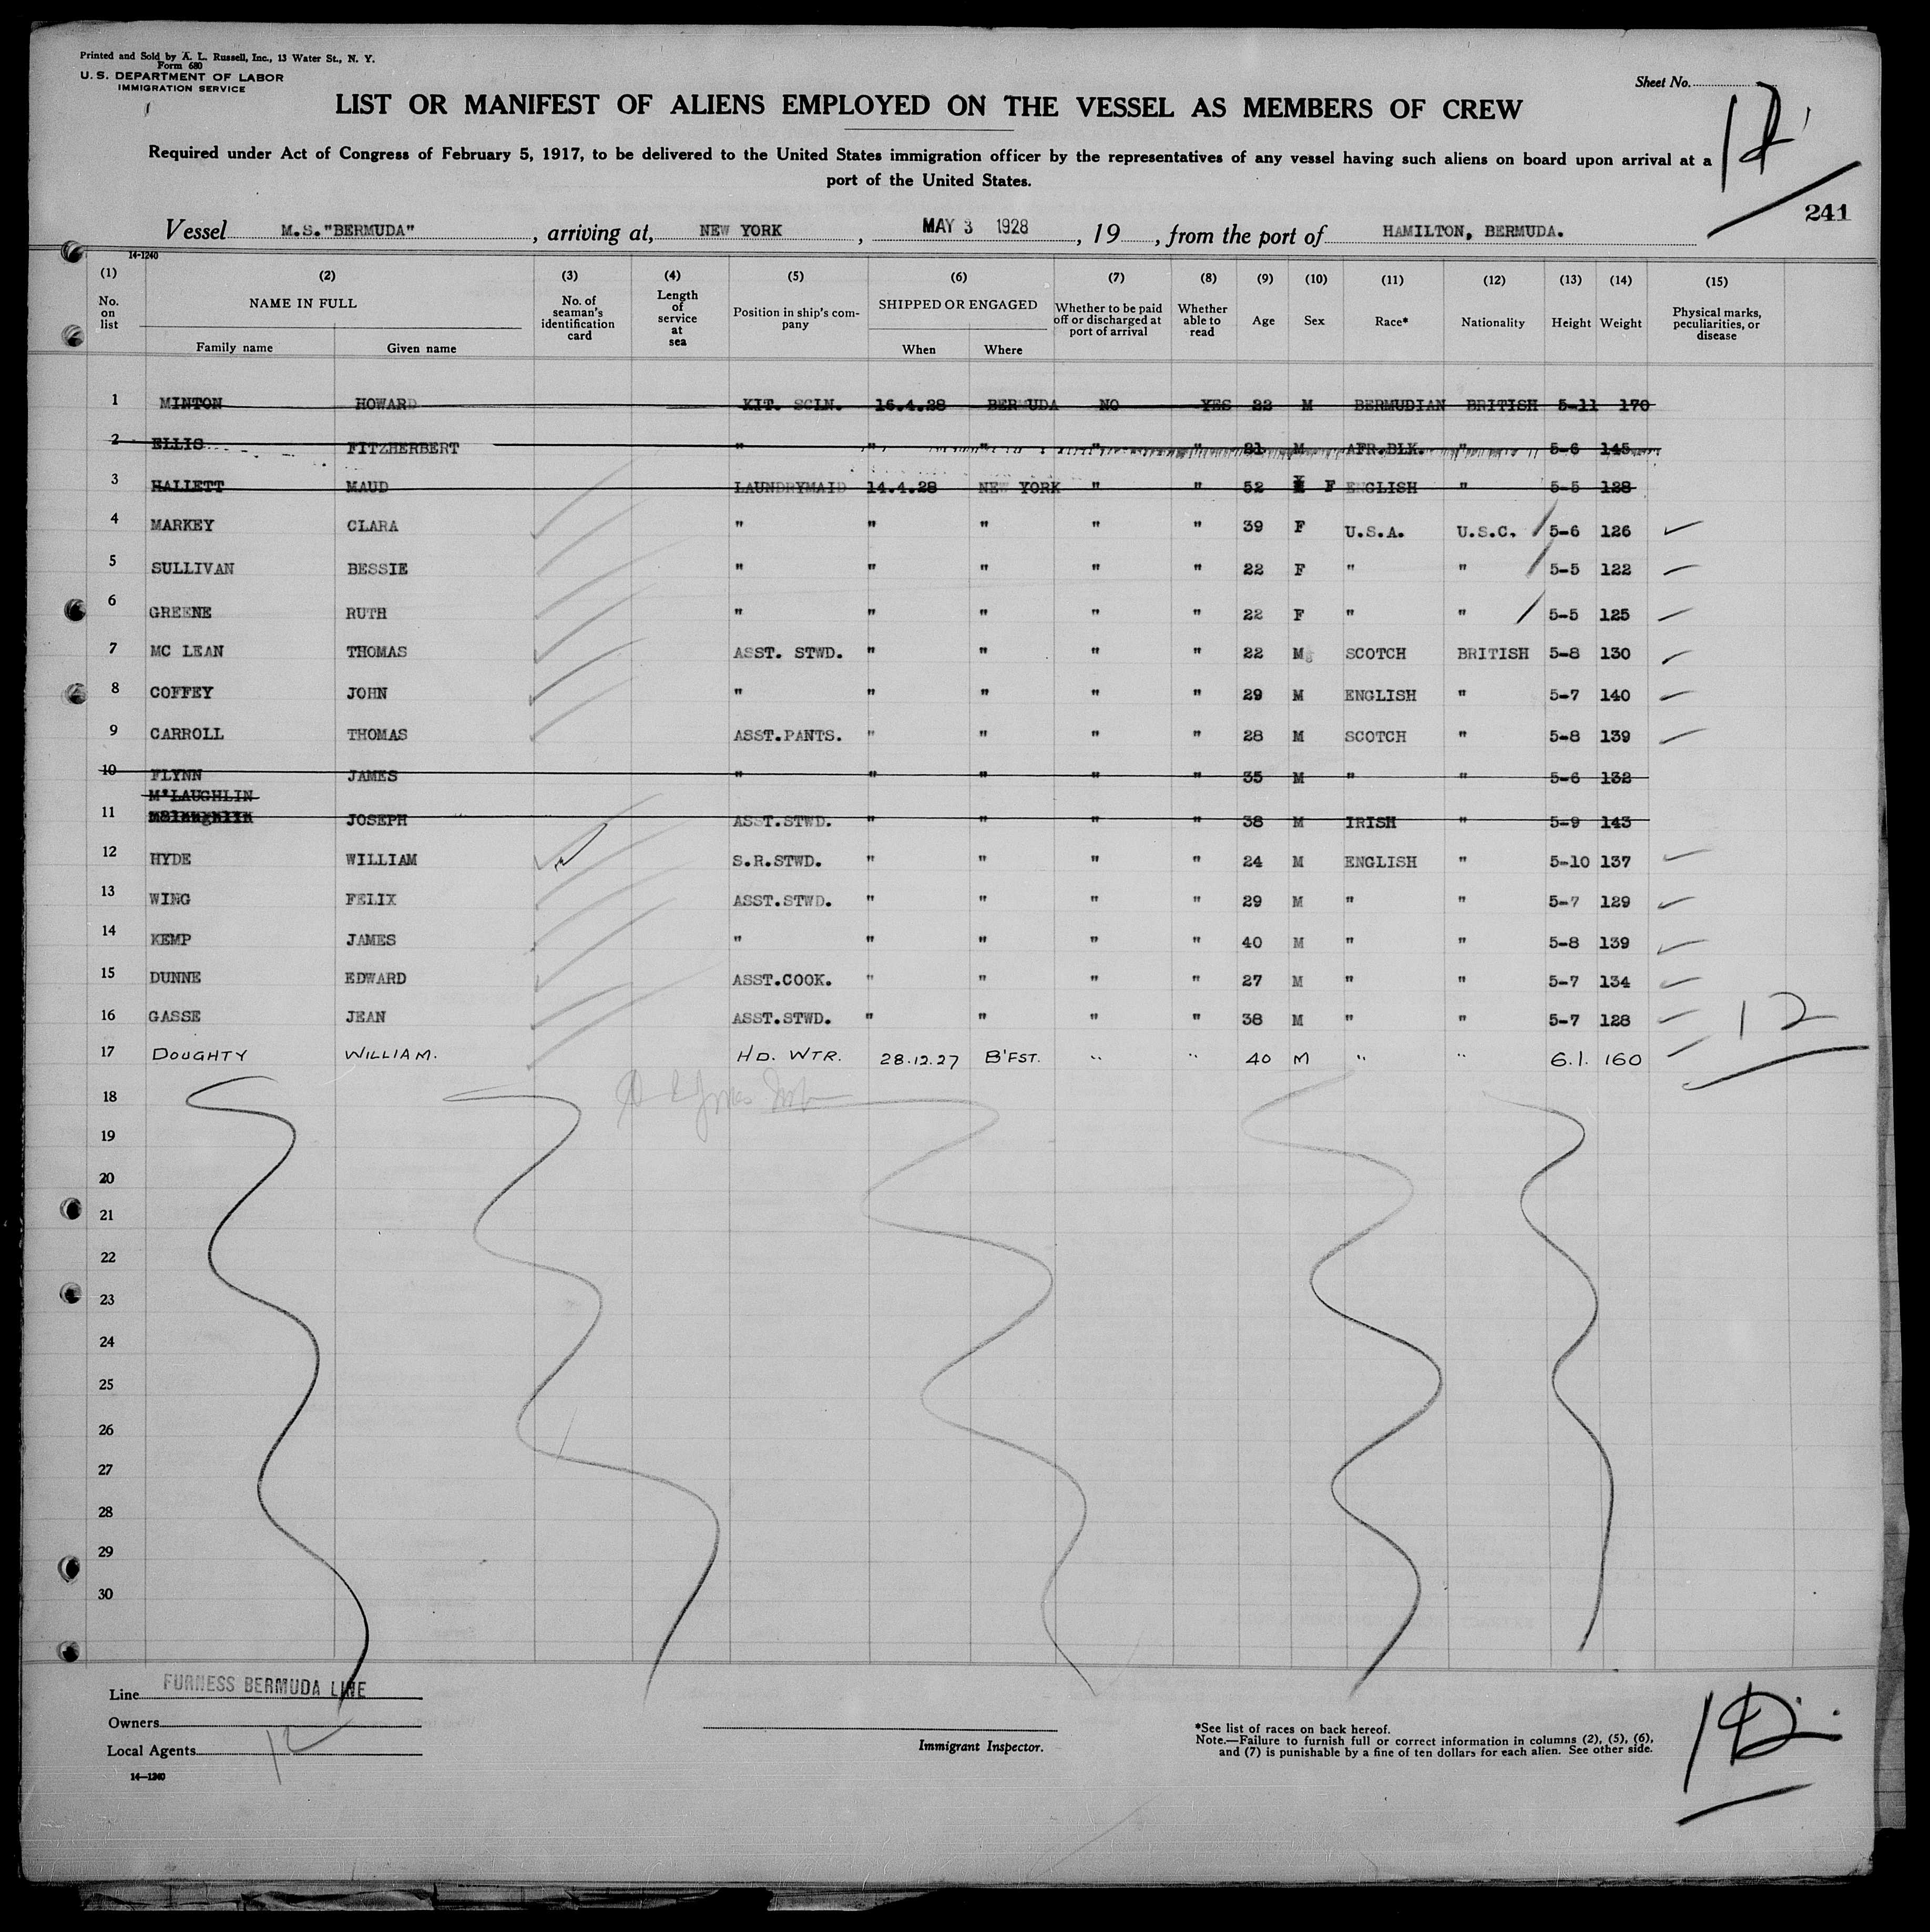 Printed and Sold by A. L. Russell, Inc., 13 Water St., N. Y.
Form 680
U. S. DEPARTMENT OF LABOR
IMMIGRATION SERVICE
Sheet No.
LIST OR MANIFEST OF ALIENS EMPLOYED ON THE VESSEL AS MEMBERS OF CREW
Required under Act of Congress of February 5, 1917, to be delivered to the United States immigration officer by the representatives of any vessel having such aliens on board upon arrival at a
port of the United States.
241
Vessel M.S."BERMUDA" , arriving at, NEW YORK , MAY 3 1928 , 19 , from the port of HAMILTON, BERMUDA.
14-1240
(1) (2) (3) (4) (5) (6) (7) (8) (9) (10) (11) (12) (13) (14) (15)
No. on list NAME IN FULL Family name Given name No. of seaman's identification card Length of service at sea Position in ship's company SHIPPED OR ENGAGED When Where Whether to be paid off or discharged at port of arrival Whether able to read Age Sex Race* Nationality Height Weight Physical marks, peculiarities, or disease
1 MINTON HOWARD KIT. SCLN. 16.4.28 BERMUDA NO YES 22 M BERMUDIAN BRITISH 5-11 170
2 ELLIS FITZHERBERT " " " " " 21 M AFR.BLK. " 5-6 145
3 HALLETT MAUD LAUNDRYMAID 14.4.28 NEW YORK " " 52 F ENGLISH " 5-5 128
4 MARKEY CLARA " " " " " 39 F U.S.A. U.S.C. 5-6 126
5 SULLIVAN BESSIE " " " " " 22 F " " 5-5 122
6 GREENE RUTH " " " " " 22 F " " 5-5 125
7 MC LEAN THOMAS ASST. STWD. " " " " 22 M SCOTCH BRITISH 5-8 130
8 COFFEY JOHN " " " " " 29 M ENGLISH " 5-7 140
9 CARROLL THOMAS ASST.PANTS. " " " " 28 M SCOTCH " 5-8 139
10 FLYNN JAMES " " " " " 35 M " " 5-6 132
McLAUGHLIN
11 JOSEPH ASST.STWD. " " " " 38 M IRISH " 5-9 143
12 HYDE WILLIAM S.R.STWD. " " " " 24 M ENGLISH " 5-10 137
13 WING FELIX ASST.STWD. " " " " 29 M " " 5-7 129
14 KEMP JAMES " " " " " 40 M " " 5-8 139
15 DUNNE EDWARD ASST.COOK. " " " " 27 M " " 5-7 134
16 GASSE JEAN ASST.STWD. " " " " 38 M " " 5-7 128
12
17 DOUGHTY WILLIAM. HD. WTR. 28.12.27 B'FST. " " 40 M " " 6.1. 160
18
19
20
21
22
23
24
25
26
27
28
29
30
Line FURNESS BERMUDA LINE
Owners
Local Agents
12
14-1240
Immigrant Inspector.
*See list of races on back hereof.
Note.—Failure to furnish full or correct information in columns (2), (5), (6),
and (7) is punishable by a fine of ten dollars for each alien. See other side.